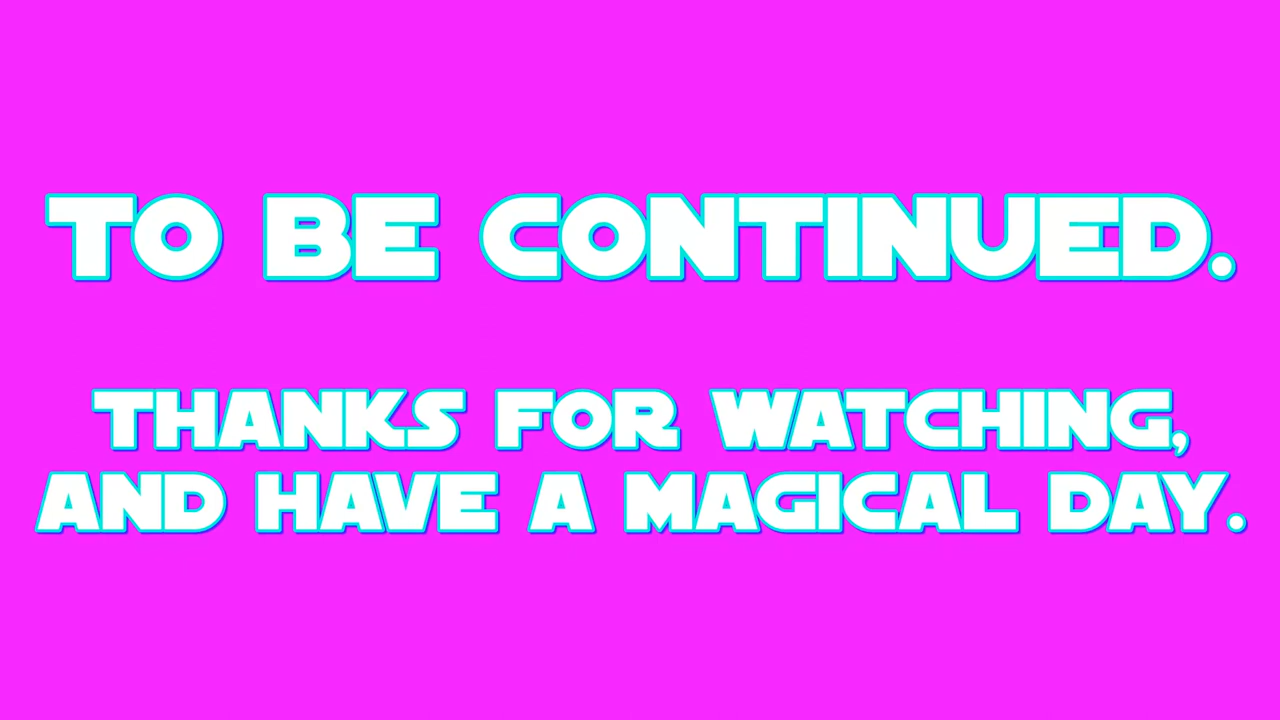 TO BE CONTINUED.
THANKS FOR WATCHING,
AND HAVE A MAGICAL DAY.